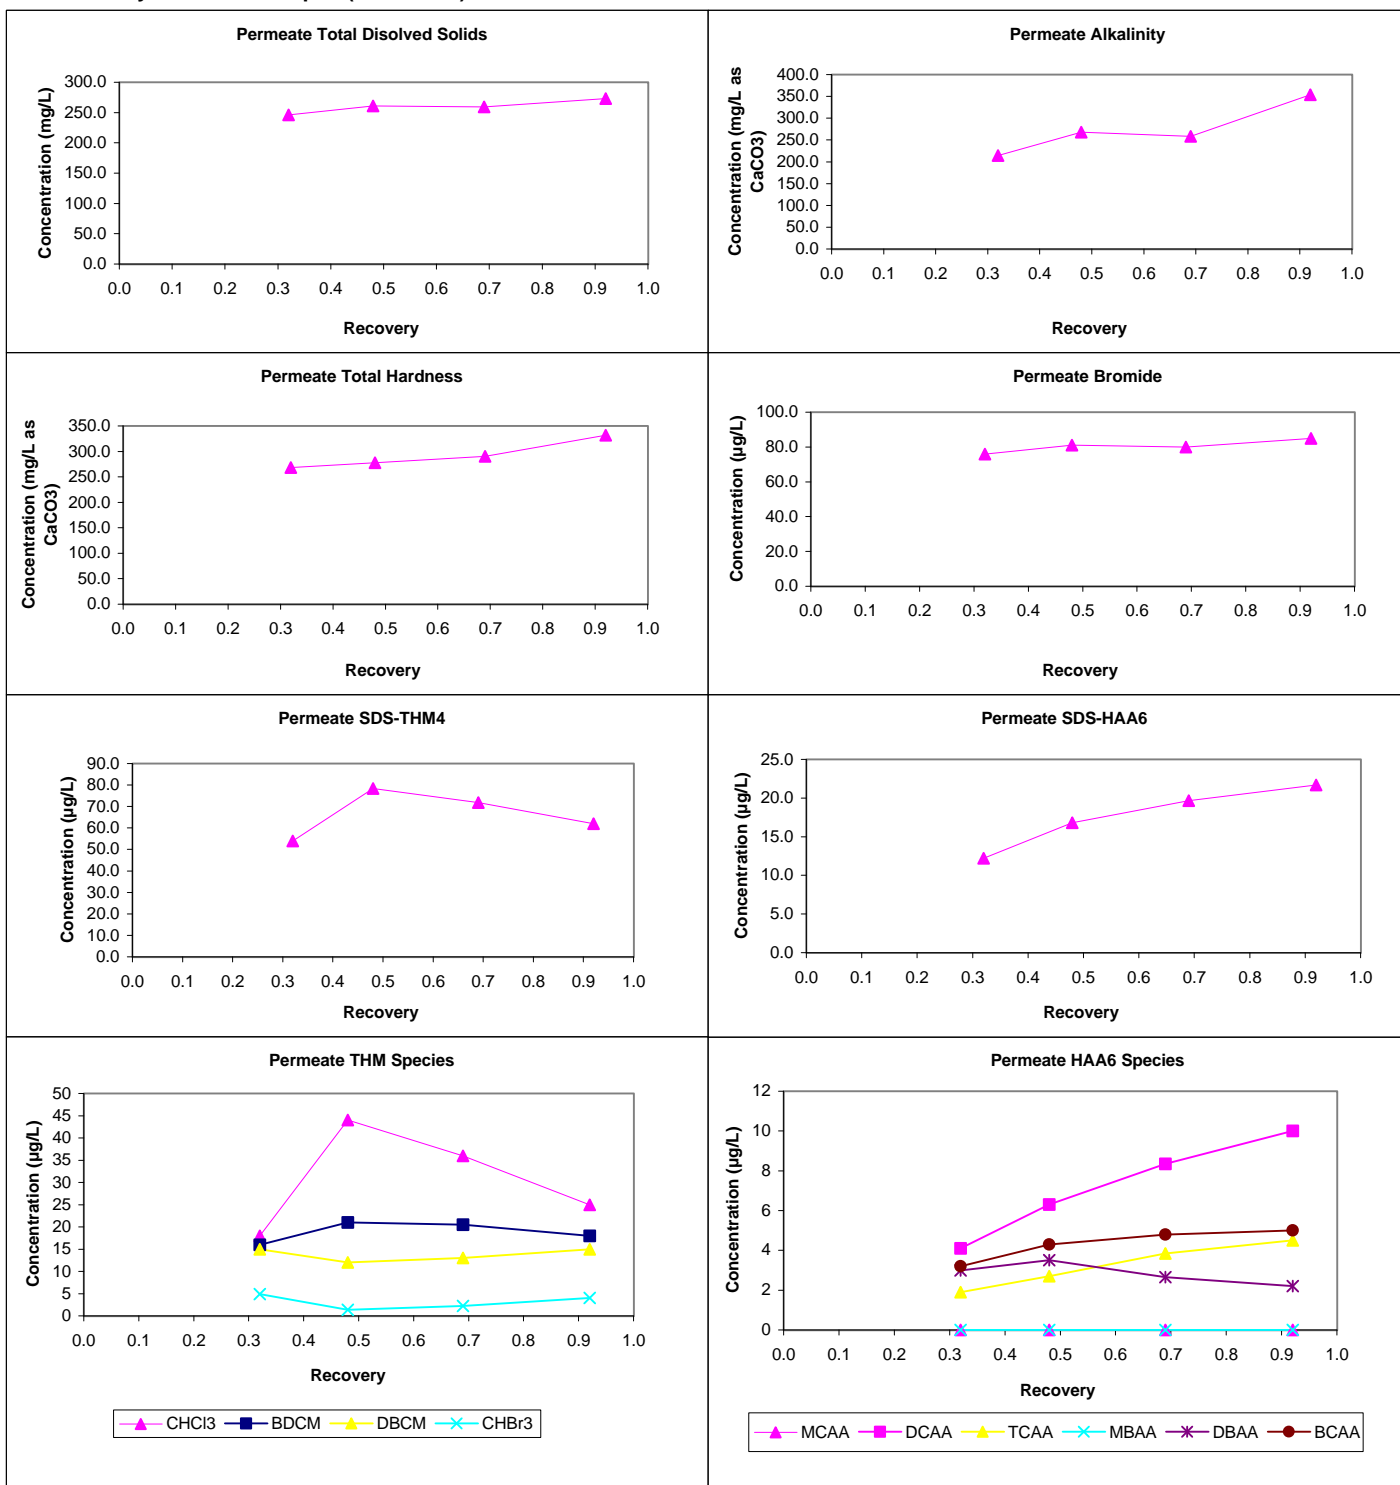 Permeate Total Disolved Solids
Concentration (mg/L)
300.0
250.0
200.0
150.0
100.0
50.0
0.0
0.0 0.1 0.2 0.3 0.4 0.5 0.6 0.7 0.8 0.9 1.0
Recovery
Permeate Alkalinity
Concentration (mg/L as
CaCO3)
400.0
350.0
300.0
250.0
200.0
150.0
100.0
50.0
0.0
0.0 0.1 0.2 0.3 0.4 0.5 0.6 0.7 0.8 0.9 1.0
Recovery
Permeate Total Hardness
Concentration (mg/L as
CaCO3)
350.0
300.0
250.0
200.0
150.0
100.0
50.0
0.0
0.0 0.1 0.2 0.3 0.4 0.5 0.6 0.7 0.8 0.9 1.0
Recovery
Permeate Bromide
Concentration (µg/L)
100.0
80.0
60.0
40.0
20.0
0.0
0.0 0.1 0.2 0.3 0.4 0.5 0.6 0.7 0.8 0.9 1.0
Recovery
Permeate SDS-THM4
Concentration (µg/L)
90.0
80.0
70.0
60.0
50.0
40.0
30.0
20.0
10.0
0.0
0.0 0.1 0.2 0.3 0.4 0.5 0.6 0.7 0.8 0.9 1.0
Recovery
Permeate SDS-HAA6
Concentration (µg/L)
25.0
20.0
15.0
10.0
5.0
0.0
0.0 0.1 0.2 0.3 0.4 0.5 0.6 0.7 0.8 0.9 1.0
Recovery
Permeate THM Species
Concentration (µg/L)
50
45
40
35
30
25
20
15
10
5
0
0.0 0.1 0.2 0.3 0.4 0.5 0.6 0.7 0.8 0.9 1.0
Recovery
CHCl3 BDCM DBCM CHBr3
Permeate HAA6 Species
Concentration (µg/L)
12
10
8
6
4
2
0
0.0 0.1 0.2 0.3 0.4 0.5 0.6 0.7 0.8 0.9 1.0
Recovery
MCAA DCAA TCAA MBAA DBAA BCAA